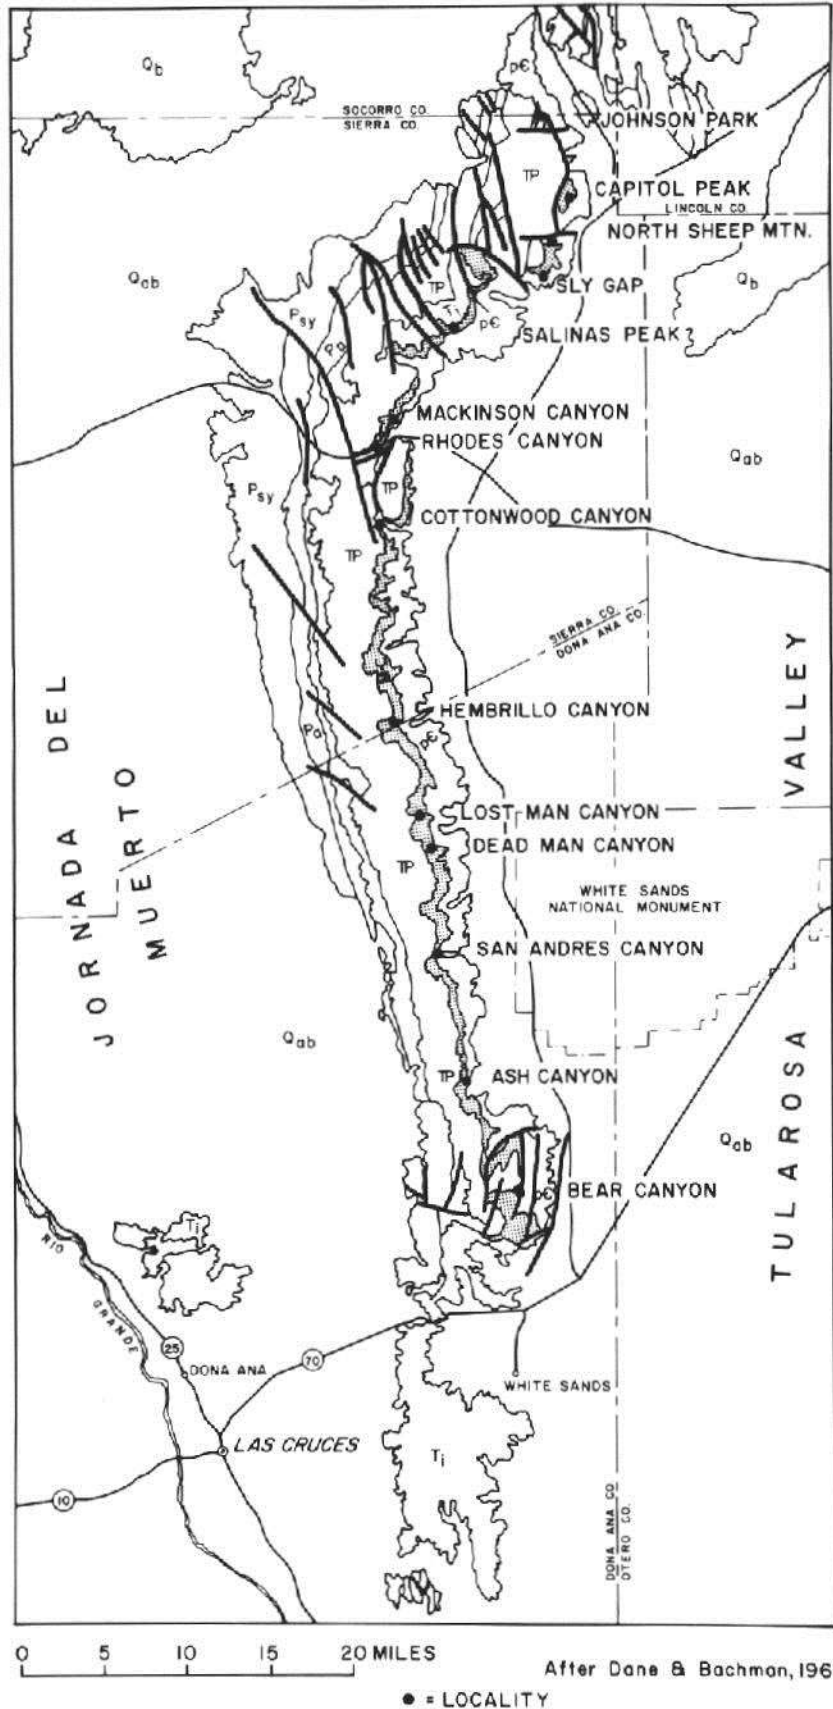 Qb
p€
SOCORRO CO.
SIERRA CO.
JOHNSON PARK
TP
CAPITOL PEAK
LINCOLN CO.
NORTH SHEEP MTN.
Qab
Qb
SLY GAP
TP
Psy
Ti
p€
SALINAS PEAK
Pa
MACKINSON CANYON
RHODES CANYON
Qab
Psy
TP
COTTONWOOD CANYON
TP
SIERRA CO.
DONA ANA CO.
HEMBRILLO CANYON
p€
Pa
LOST MAN CANYON
DEAD MAN CANYON
TP
WHITE SANDS
NATIONAL MONUMENT
JORNADA DEL
MUERTO
SAN ANDRES CANYON
VALLEY
TULAROSA
Qab
TP
ASH CANYON
Qab
p€
BEAR CANYON
Ti
RIO
GRANDE
25
DONA ANA
70
WHITE SANDS
LAS CRUCES
Ti
10
DONA ANA CO
OTERO CO.
0 5 10 15 20 MILES
After Dane & Bachman, 196
● = LOCALITY